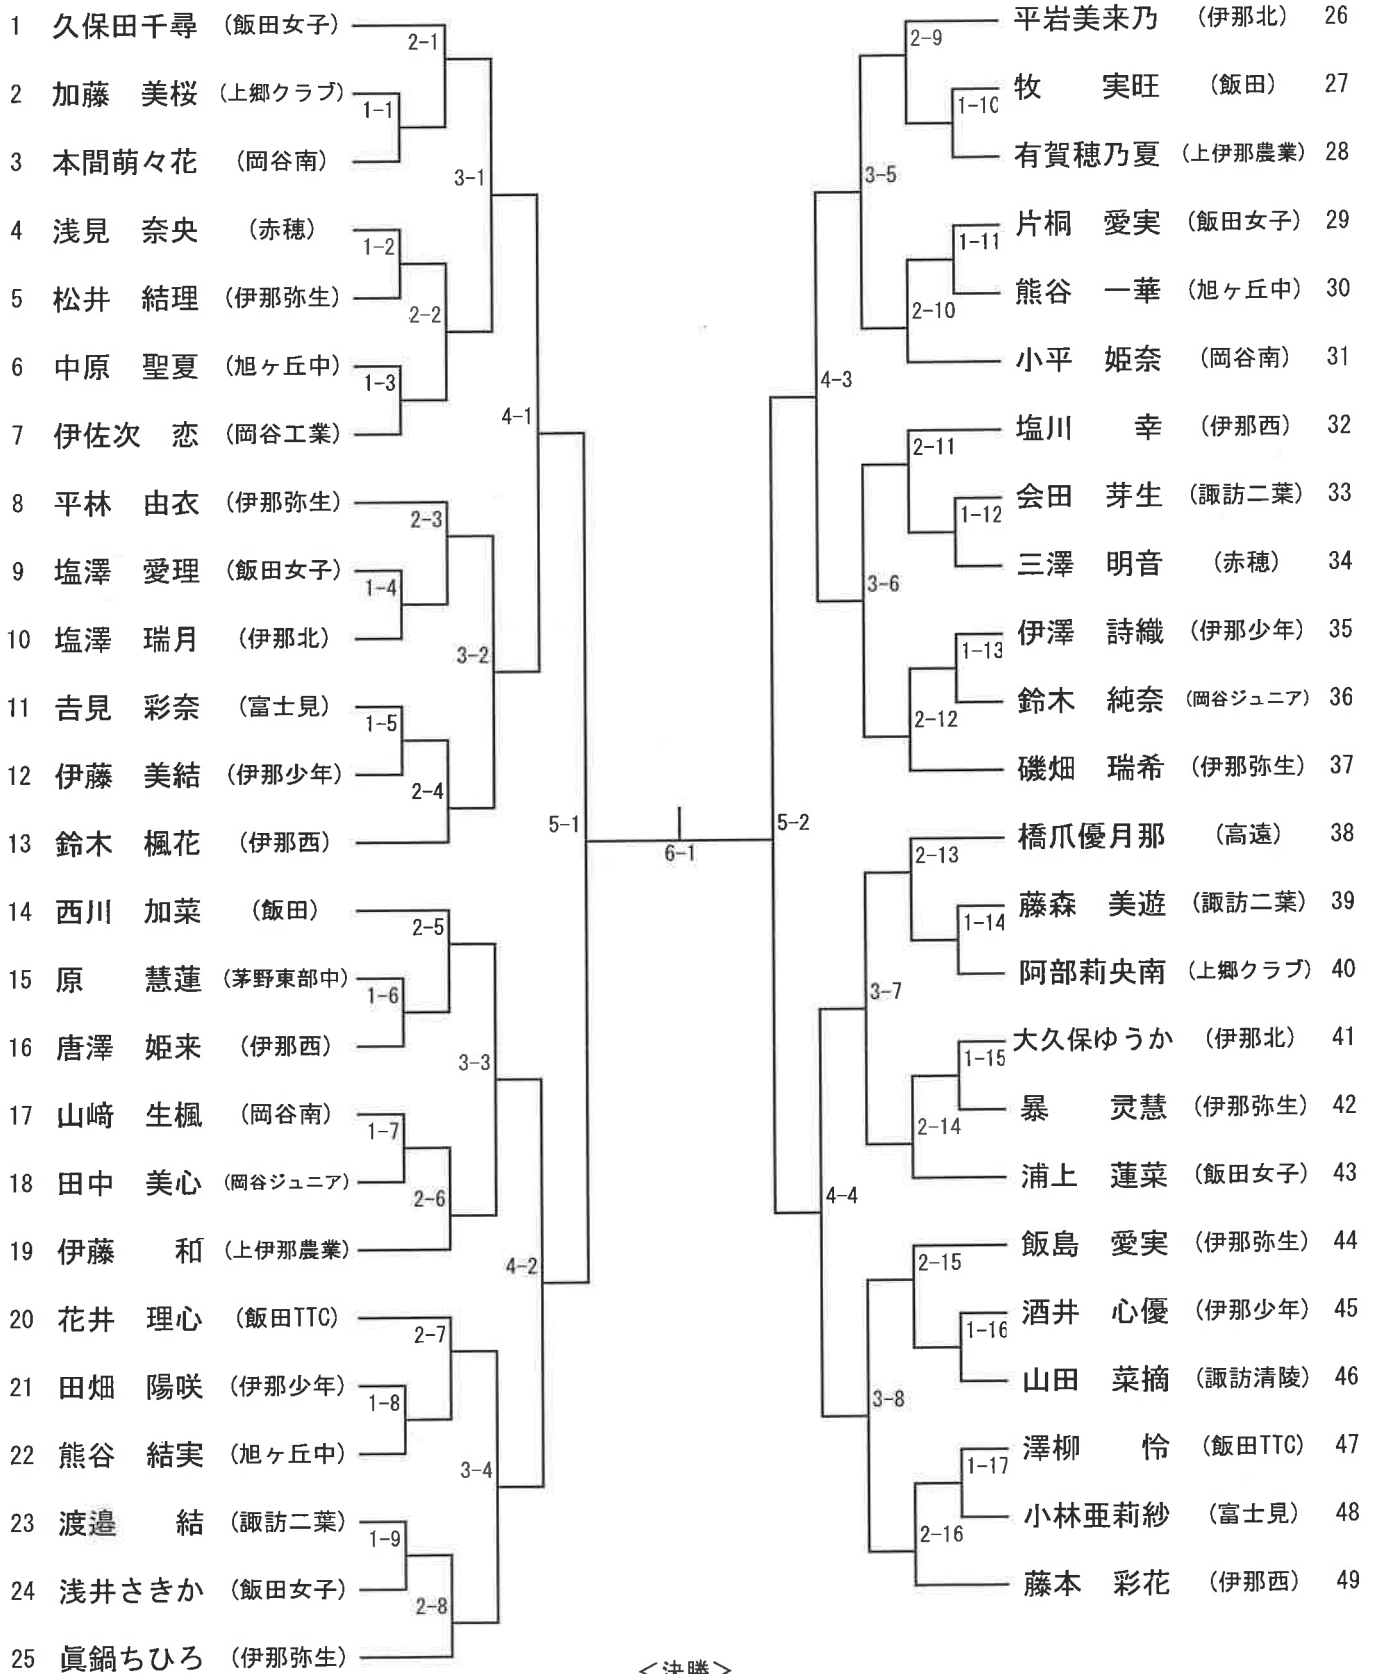 1 久保田千尋 (飯田女子)
2 加藤　美桜 (上郷クラブ)
3 本間萌々花 (岡谷南)
4 浅見　奈央 (赤穂)
5 松井　結理 (伊那弥生)
6 中原　聖夏 (旭ヶ丘中)
7 伊佐次　恋 (岡谷工業)
8 平林　由衣 (伊那弥生)
9 塩澤　愛理 (飯田女子)
10 塩澤　瑞月 (伊那北)
11 吉見　彩奈 (富士見)
12 伊藤　美結 (伊那少年)
13 鈴木　楓花 (伊那西)
14 西川　加菜 (飯田)
15 原　　慧蓮 (茅野東部中)
16 唐澤　姫来 (伊那西)
17 山﨑　生楓 (岡谷南)
18 田中　美心 (岡谷ジュニア)
19 伊藤　　和 (上伊那農業)
20 花井　理心 (飯田TTC)
21 田畑　陽咲 (伊那少年)
22 熊谷　結実 (旭ヶ丘中)
23 渡邉　　結 (諏訪二葉)
24 浅井さきか (飯田女子)
25 眞鍋ちひろ (伊那弥生)
2-1
1-1
3-1
1-2
2-2
1-3
4-1
2-3
1-4
3-2
1-5
2-4
5-1
2-5
1-6
3-3
1-7
2-6
4-2
2-7
1-8
3-4
1-9
2-8
6-1
平岩美来乃 (伊那北) 26
牧　　実旺 (飯田) 27
有賀穂乃夏 (上伊那農業) 28
片桐　愛実 (飯田女子) 29
熊谷　一華 (旭ヶ丘中) 30
小平　姫奈 (岡谷南) 31
塩川　　幸 (伊那西) 32
会田　芽生 (諏訪二葉) 33
三澤　明音 (赤穂) 34
伊澤　詩織 (伊那少年) 35
鈴木　純奈 (岡谷ジュニア) 36
磯畑　瑞希 (伊那弥生) 37
橋爪優月那 (高遠) 38
藤森　美遊 (諏訪二葉) 39
阿部莉央南 (上郷クラブ) 40
大久保ゆうか (伊那北) 41
暴　　灵慧 (伊那弥生) 42
浦上　蓮菜 (飯田女子) 43
飯島　愛実 (伊那弥生) 44
酒井　心優 (伊那少年) 45
山田　菜摘 (諏訪清陵) 46
澤柳　　怜 (飯田TTC) 47
小林亜莉紗 (富士見) 48
藤本　彩花 (伊那西) 49
2-9
1-10
3-5
1-11
2-10
4-3
2-11
1-12
3-6
1-13
2-12
5-2
2-13
1-14
3-7
1-15
2-14
4-4
2-15
1-16
3-8
1-17
2-16
＜決勝＞